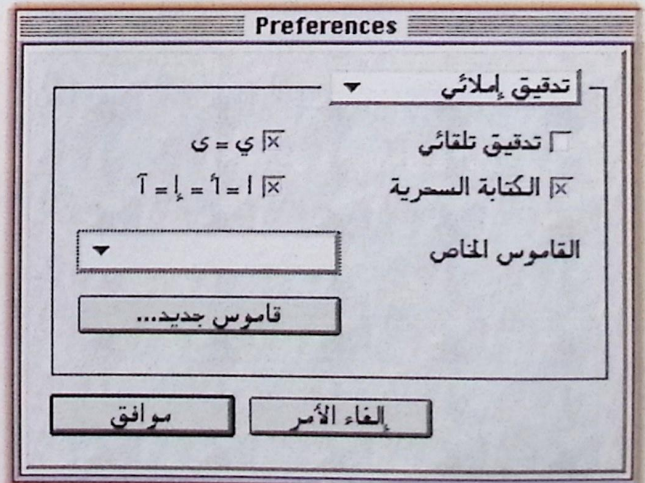 Preferences
تدقيق إملائي
تدقيق تلقائي
ي = ى
الكتابة السحرية
ا = أ = إ = آ
القاموس الخاص
قاموس جديد...
إلغاء الأمر
موافق